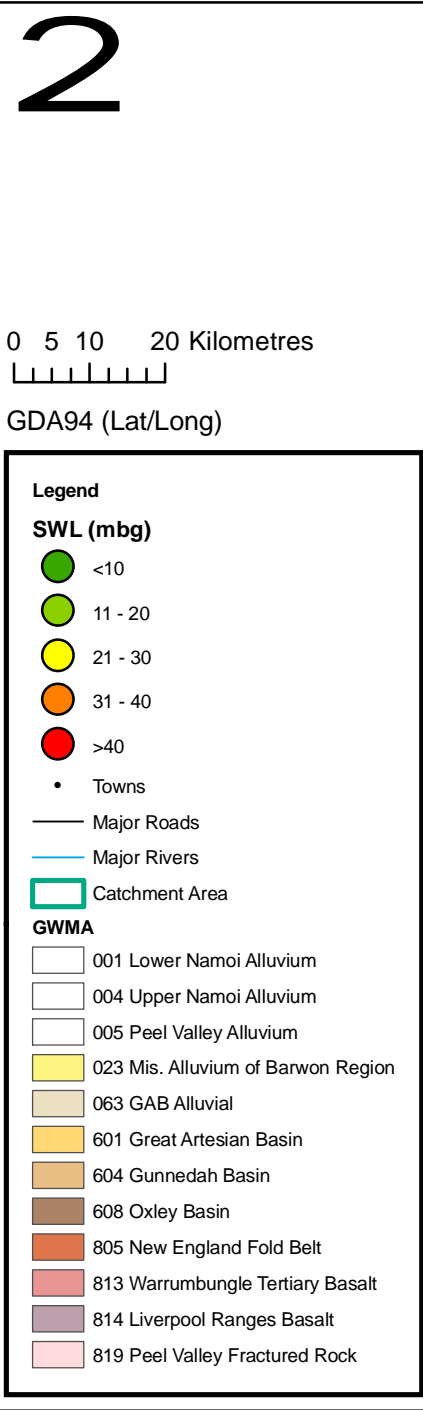 2
0 5 10 20 Kilometres
GDA94 (Lat/Long)
Legend
SWL (mbg)
<10
11 - 20
21 - 30
31 - 40
>40
Towns
Major Roads
Major Rivers
Catchment Area
GWMA
001 Lower Namoi Alluvium
004 Upper Namoi Alluvium
005 Peel Valley Alluvium
023 Mis. Alluvium of Barwon Region
063 GAB Alluvial
601 Great Artesian Basin
604 Gunnedah Basin
608 Oxley Basin
805 New England Fold Belt
813 Warrumbungle Tertiary Basalt
814 Liverpool Ranges Basalt
819 Peel Valley Fractured Rock